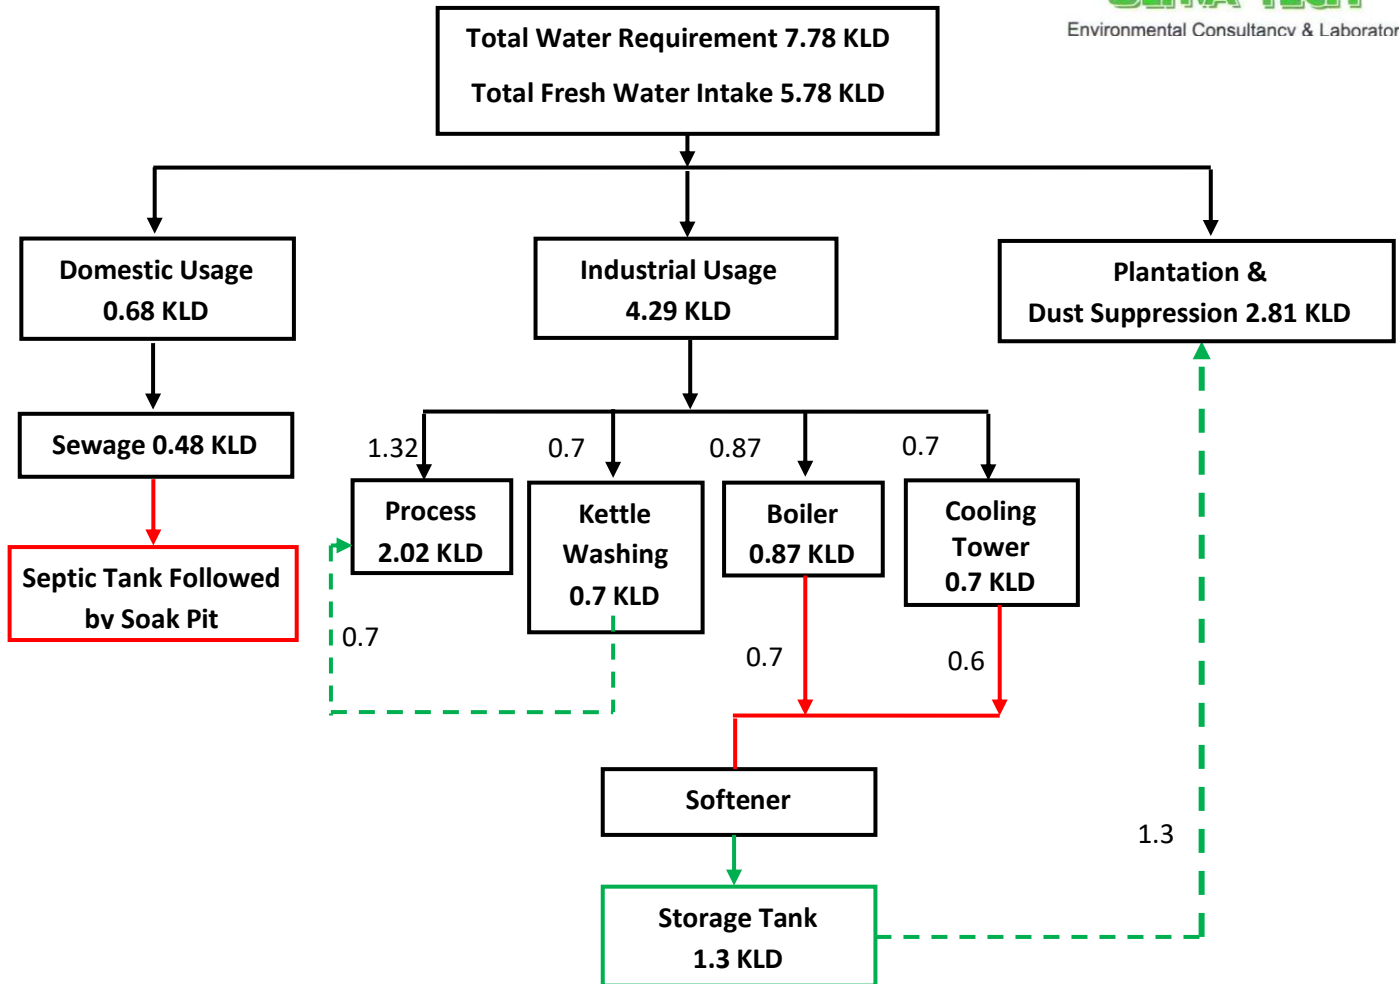 TECH
Environmental Consultancy & Laborator
Total Water Requirement 7.78 KLD
Total Fresh Water Intake 5.78 KLD
Domestic Usage
0.68 KLD
Industrial Usage
4.29 KLD
Plantation &
Dust Suppression 2.81 KLD
Sewage 0.48 KLD
1.32
0.7
0.87
0.7
Process
2.02 KLD
Kettle
Washing
0.7 KLD
Boiler
0.87 KLD
Cooling
Tower
0.7 KLD
Septic Tank Followed
by Soak Pit
0.7
0.7
0.6
Softener
1.3
Storage Tank
1.3 KLD